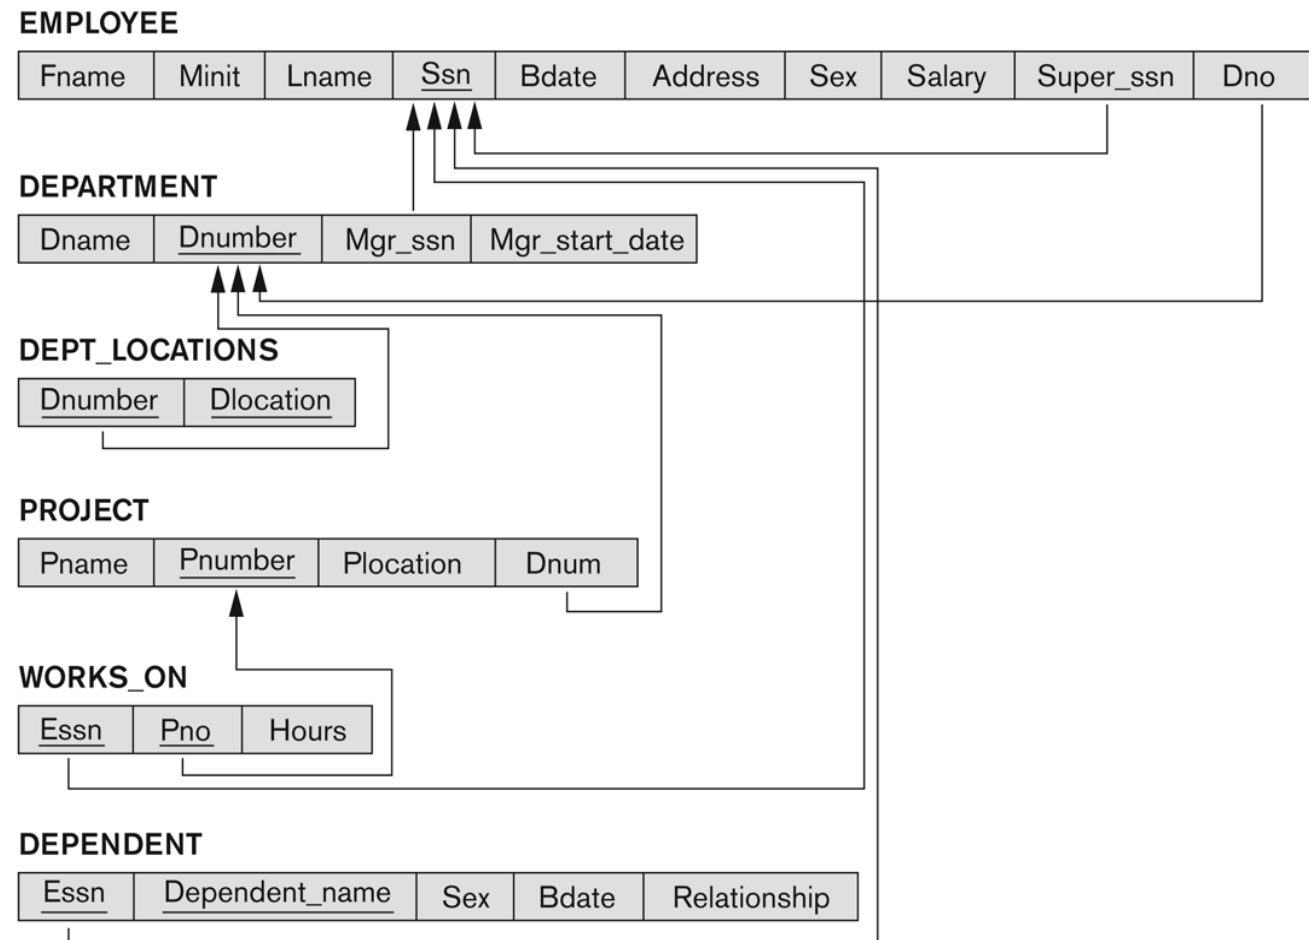 EMPLOYEE
Fname Minit Lname Ssn Bdate Address Sex Salary Super_ssn Dno
DEPARTMENT
Dname Dnumber Mgr_ssn Mgr_start_date
DEPT_LOCATIONS
Dnumber Dlocation
PROJECT
Pname Pnumber Plocation Dnum
WORKS_ON
Essn Pno Hours
DEPENDENT
Essn Dependent_name Sex Bdate Relationship